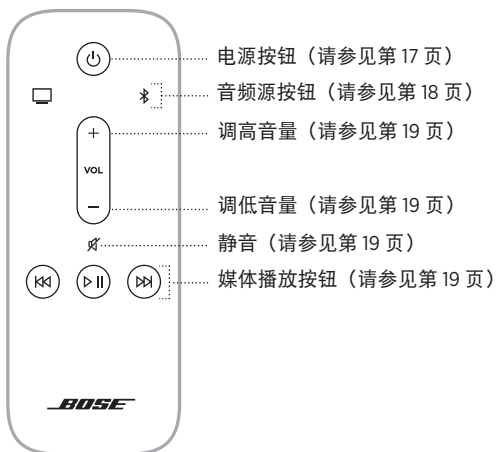 电源按钮（请参见第 17 页）
音频源按钮（请参见第 18 页）
+
调高音量（请参见第 19 页）
VOL
−
调低音量（请参见第 19 页）
静音（请参见第 19 页）
媒体播放按钮（请参见第 19 页）
BOSE